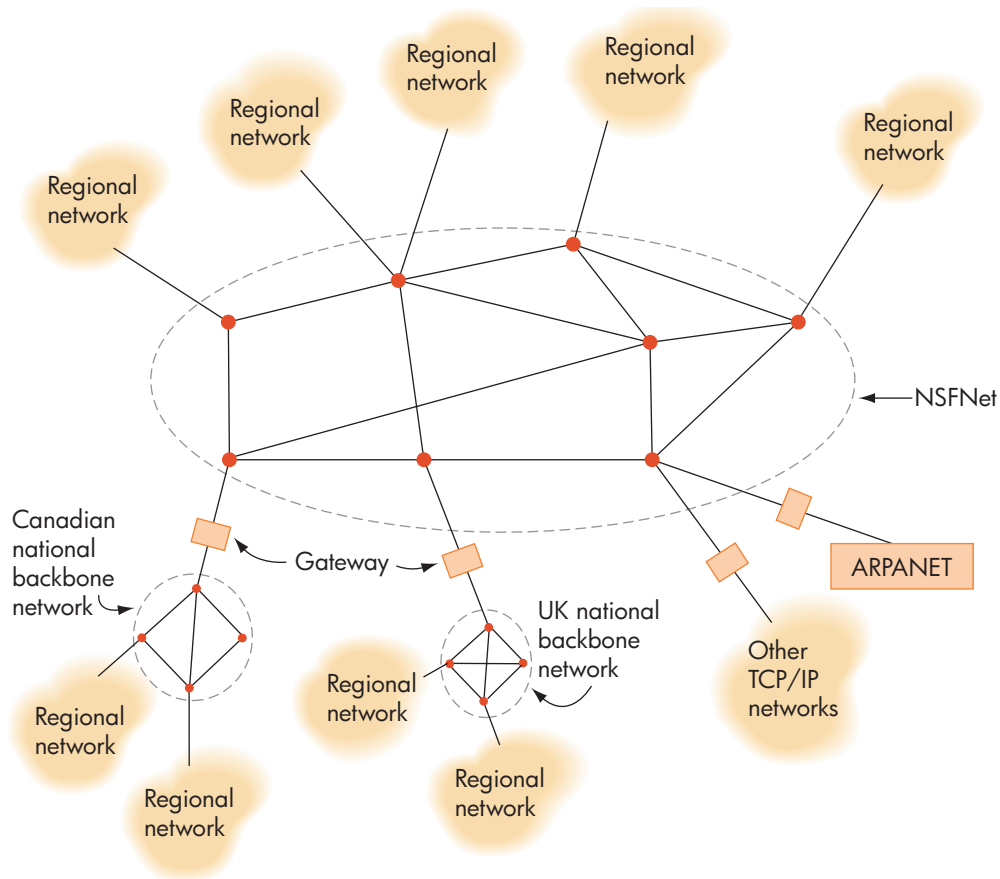 Regional
network
Regional
network
Regional
network
Regional
network
Regional
network
NSFNet
Canadian
national
backbone
network
Gateway
ARPANET
UK national
backbone
network
Other
TCP/IP
networks
Regional
network
Regional
network
Regional
network
Regional
network